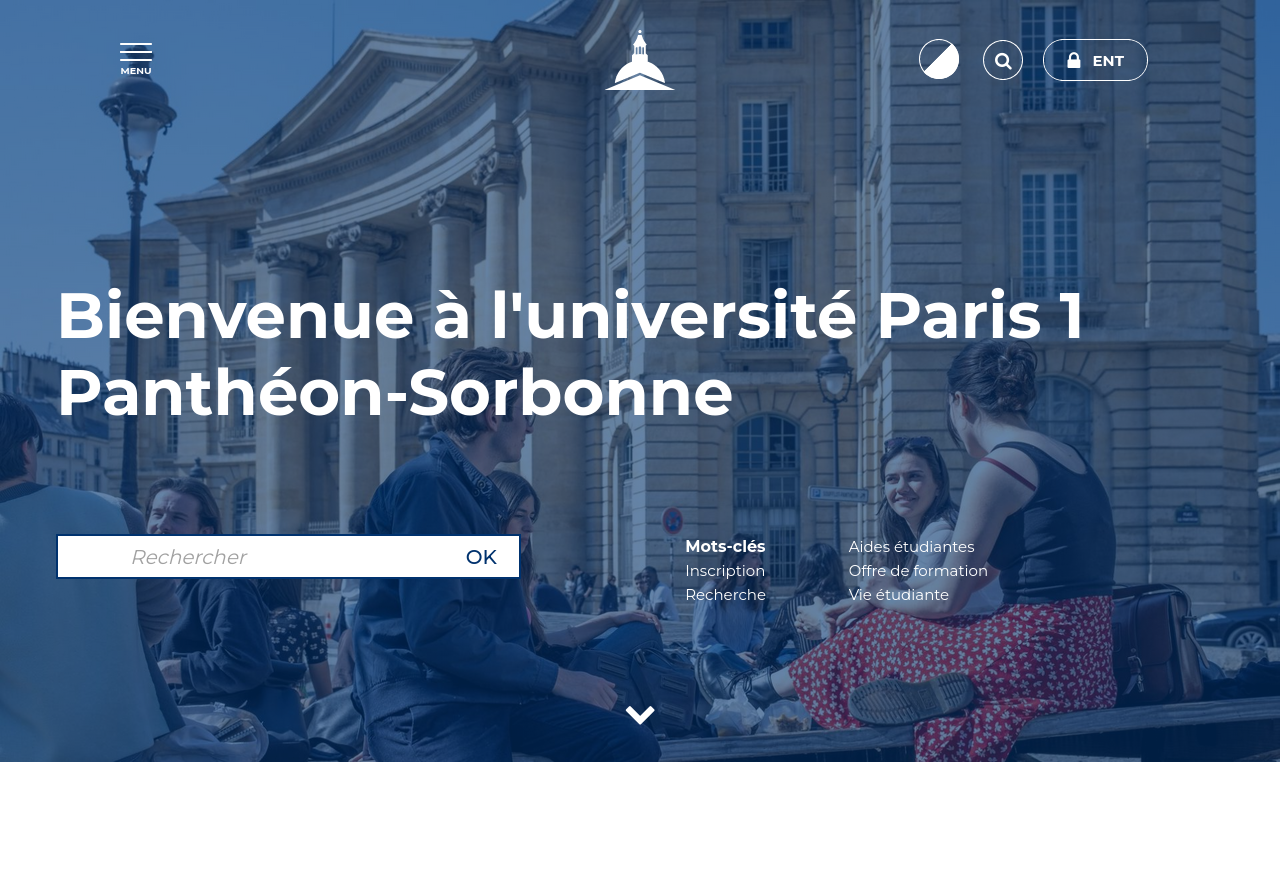 MENU
ENT
Bienvenue à l'université Paris 1
Panthéon-Sorbonne
Rechercher
OK
Mots-clés
Inscription
Recherche
Aides étudiantes
Offre de formation
Vie étudiante